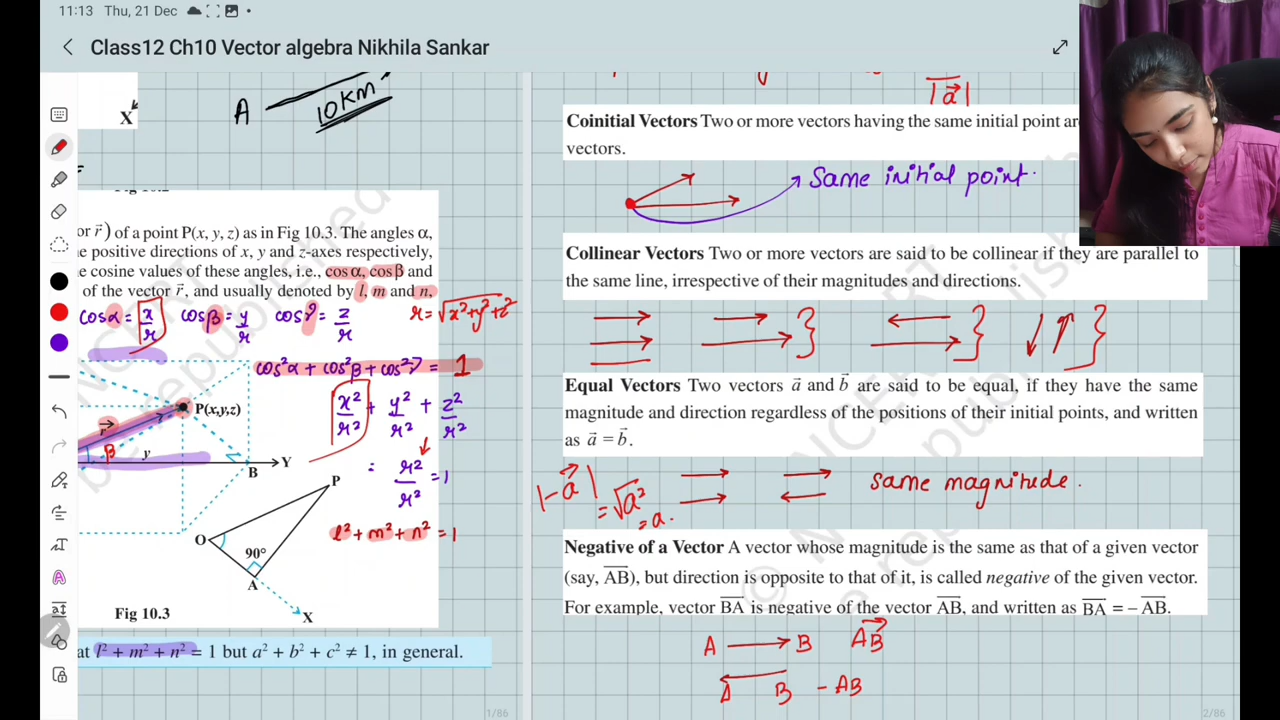 11:13 Thu, 21 Dec
Class12 Ch10 Vector algebra Nikhila Sankar
X
A
10 KM
or r⃗) of a point P(x, y, z) as in Fig 10.3. The angles α,
e positive directions of x, y and z-axes respectively,
e cosine values of these angles, i.e., cos α, cos β and
of the vector r⃗, and usually denoted by l, m and n,
cosα = x/r cosβ = y/r cosγ = z/r r = √x²+y²+z²
cos²α + cos²β + cos²γ = 1
x²/r² + y²/r² + z²/r²
= r²/r² = 1
l² + m² + n² = 1
P(x,y,z)
r⃗
β
y
B
Y
P
O
90°
A
X
Fig 10.3
at l² + m² + n² = 1 but a² + b² + c² ≠ 1, in general.
1/86
|a⃗|
Coinitial Vectors Two or more vectors having the same initial point are
vectors.
Same initial point.
Collinear Vectors Two or more vectors are said to be collinear if they are parallel to
the same line, irrespective of their magnitudes and directions.
Equal Vectors Two vectors a⃗ and b⃗ are said to be equal, if they have the same
magnitude and direction regardless of the positions of their initial points, and written
as a⃗ = b⃗.
|-a⃗| = √a² = a.
same magnitude.
Negative of a Vector A vector whose magnitude is the same as that of a given vector
(say, AB), but direction is opposite to that of it, is called negative of the given vector.
For example, vector BA is negative of the vector AB, and written as BA = – AB.
A B AB⃗
A B - AB
2/86